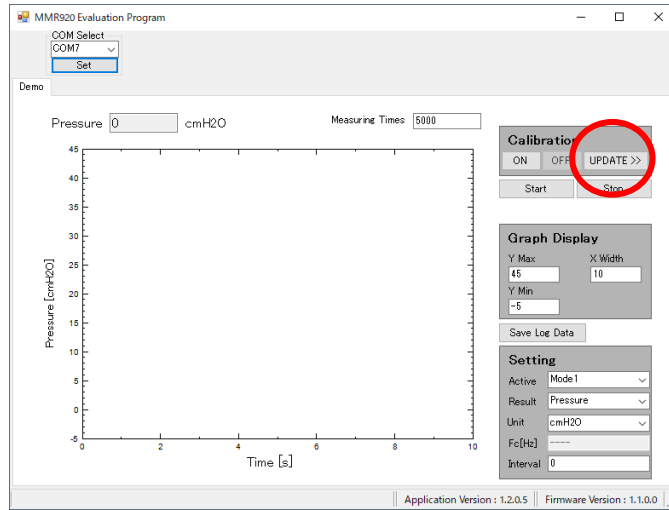 MMR920 Evaluation Program
COM Select
COM7
Set
Demo
Pressure 0 cmH2O
Measuring Times 5000
Calibration
ON OFF UPDATE >>
Start Stop
45
40
35
30
25
20
15
10
5
0
-5
Pressure [cmH2O]
0 2 4 6 8 10
Time [s]
Graph Display
Y Max X Width
45 10
Y Min
-5
Save Log Data
Setting
Active Mode1
Result Pressure
Unit cmH2O
Fc[Hz] ----
Interval 0
Application Version : 1.2.0.5 Firmware Version : 1.1.0.0